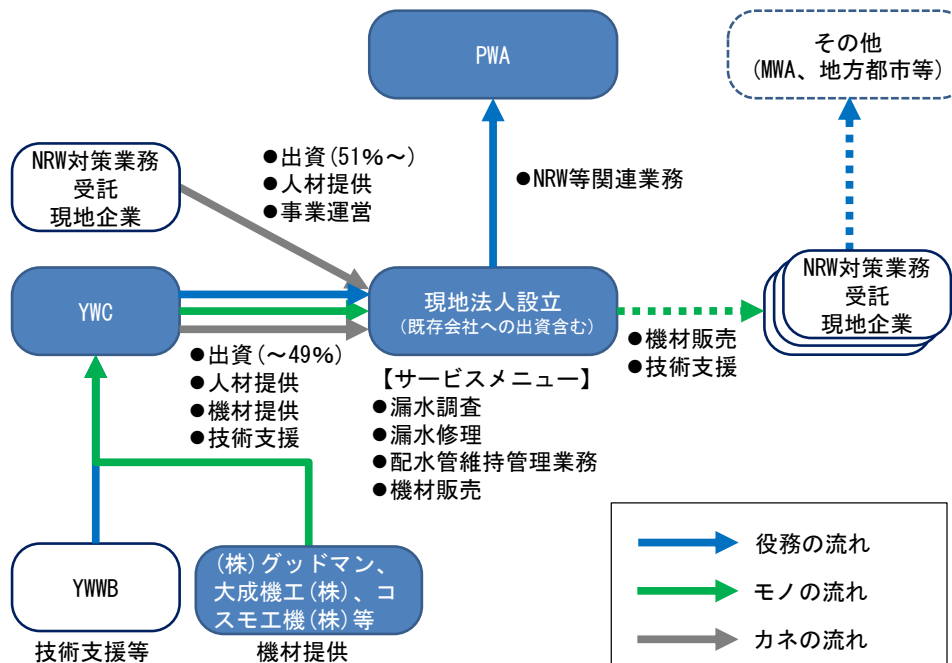 PWA
その他
(MWA、地方都市等)
NRW対策業務
受託
現地企業
●出資(51%~)
●人材提供
●事業運営
●NRW等関連業務
YWC
現地法人設立
(既存会社への出資含む)
NRW対策業務
受託
現地企業
●機材販売
●技術支援
●出資(~49%)
●人材提供
●機材提供
●技術支援
【サービスメニュー】
●漏水調査
●漏水修理
●配水管維持管理業務
●機材販売
YWWB
技術支援等
(株)グッドマン、
大成機工(株)、コ
スモ工機(株)等
機材提供
役務の流れ
モノの流れ
カネの流れ